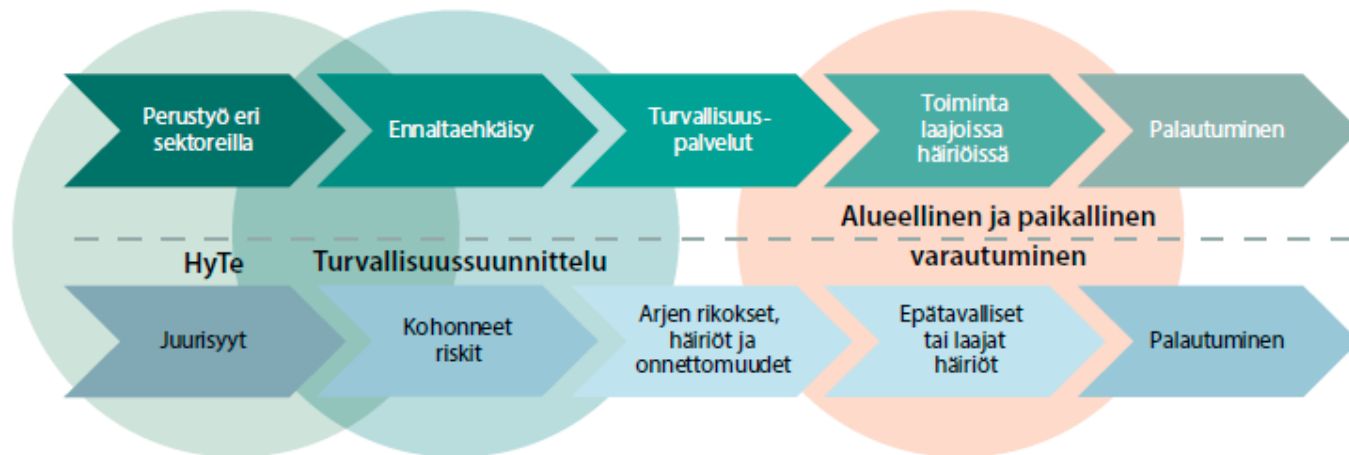 Perustyö eri
sektoreilla
Ennaltaehkäisy
Turvallisuus-
palvelut
Toiminta
laajoissa
häiriöissä
Palautuminen
HyTe
Turvallisuussuunnittelu
Alueellinen ja paikallinen
varautuminen
Juurisyyt
Kohonneet
riskit
Arjen rikokset,
häiriöt ja
onnettomuudet
Epätavalliset
tai laajat
häiriöt
Palautuminen